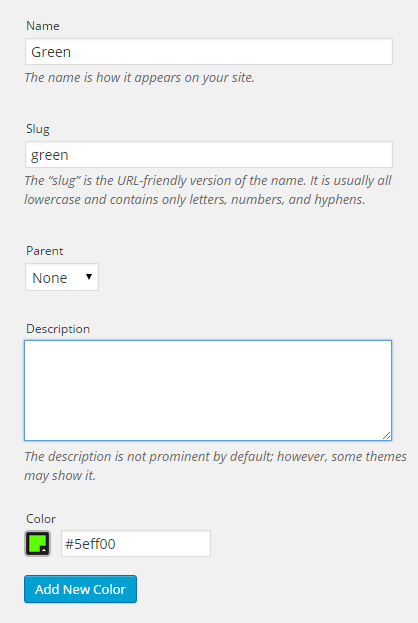 Name
Green
The name is how it appears on your site.
Slug
green
The “slug” is the URL-friendly version of the name. It is usually all
lowercase and contains only letters, numbers, and hyphens.
Parent
None
Description
The description is not prominent by default; however, some themes
may show it.
Color
#5eff00
Add New Color